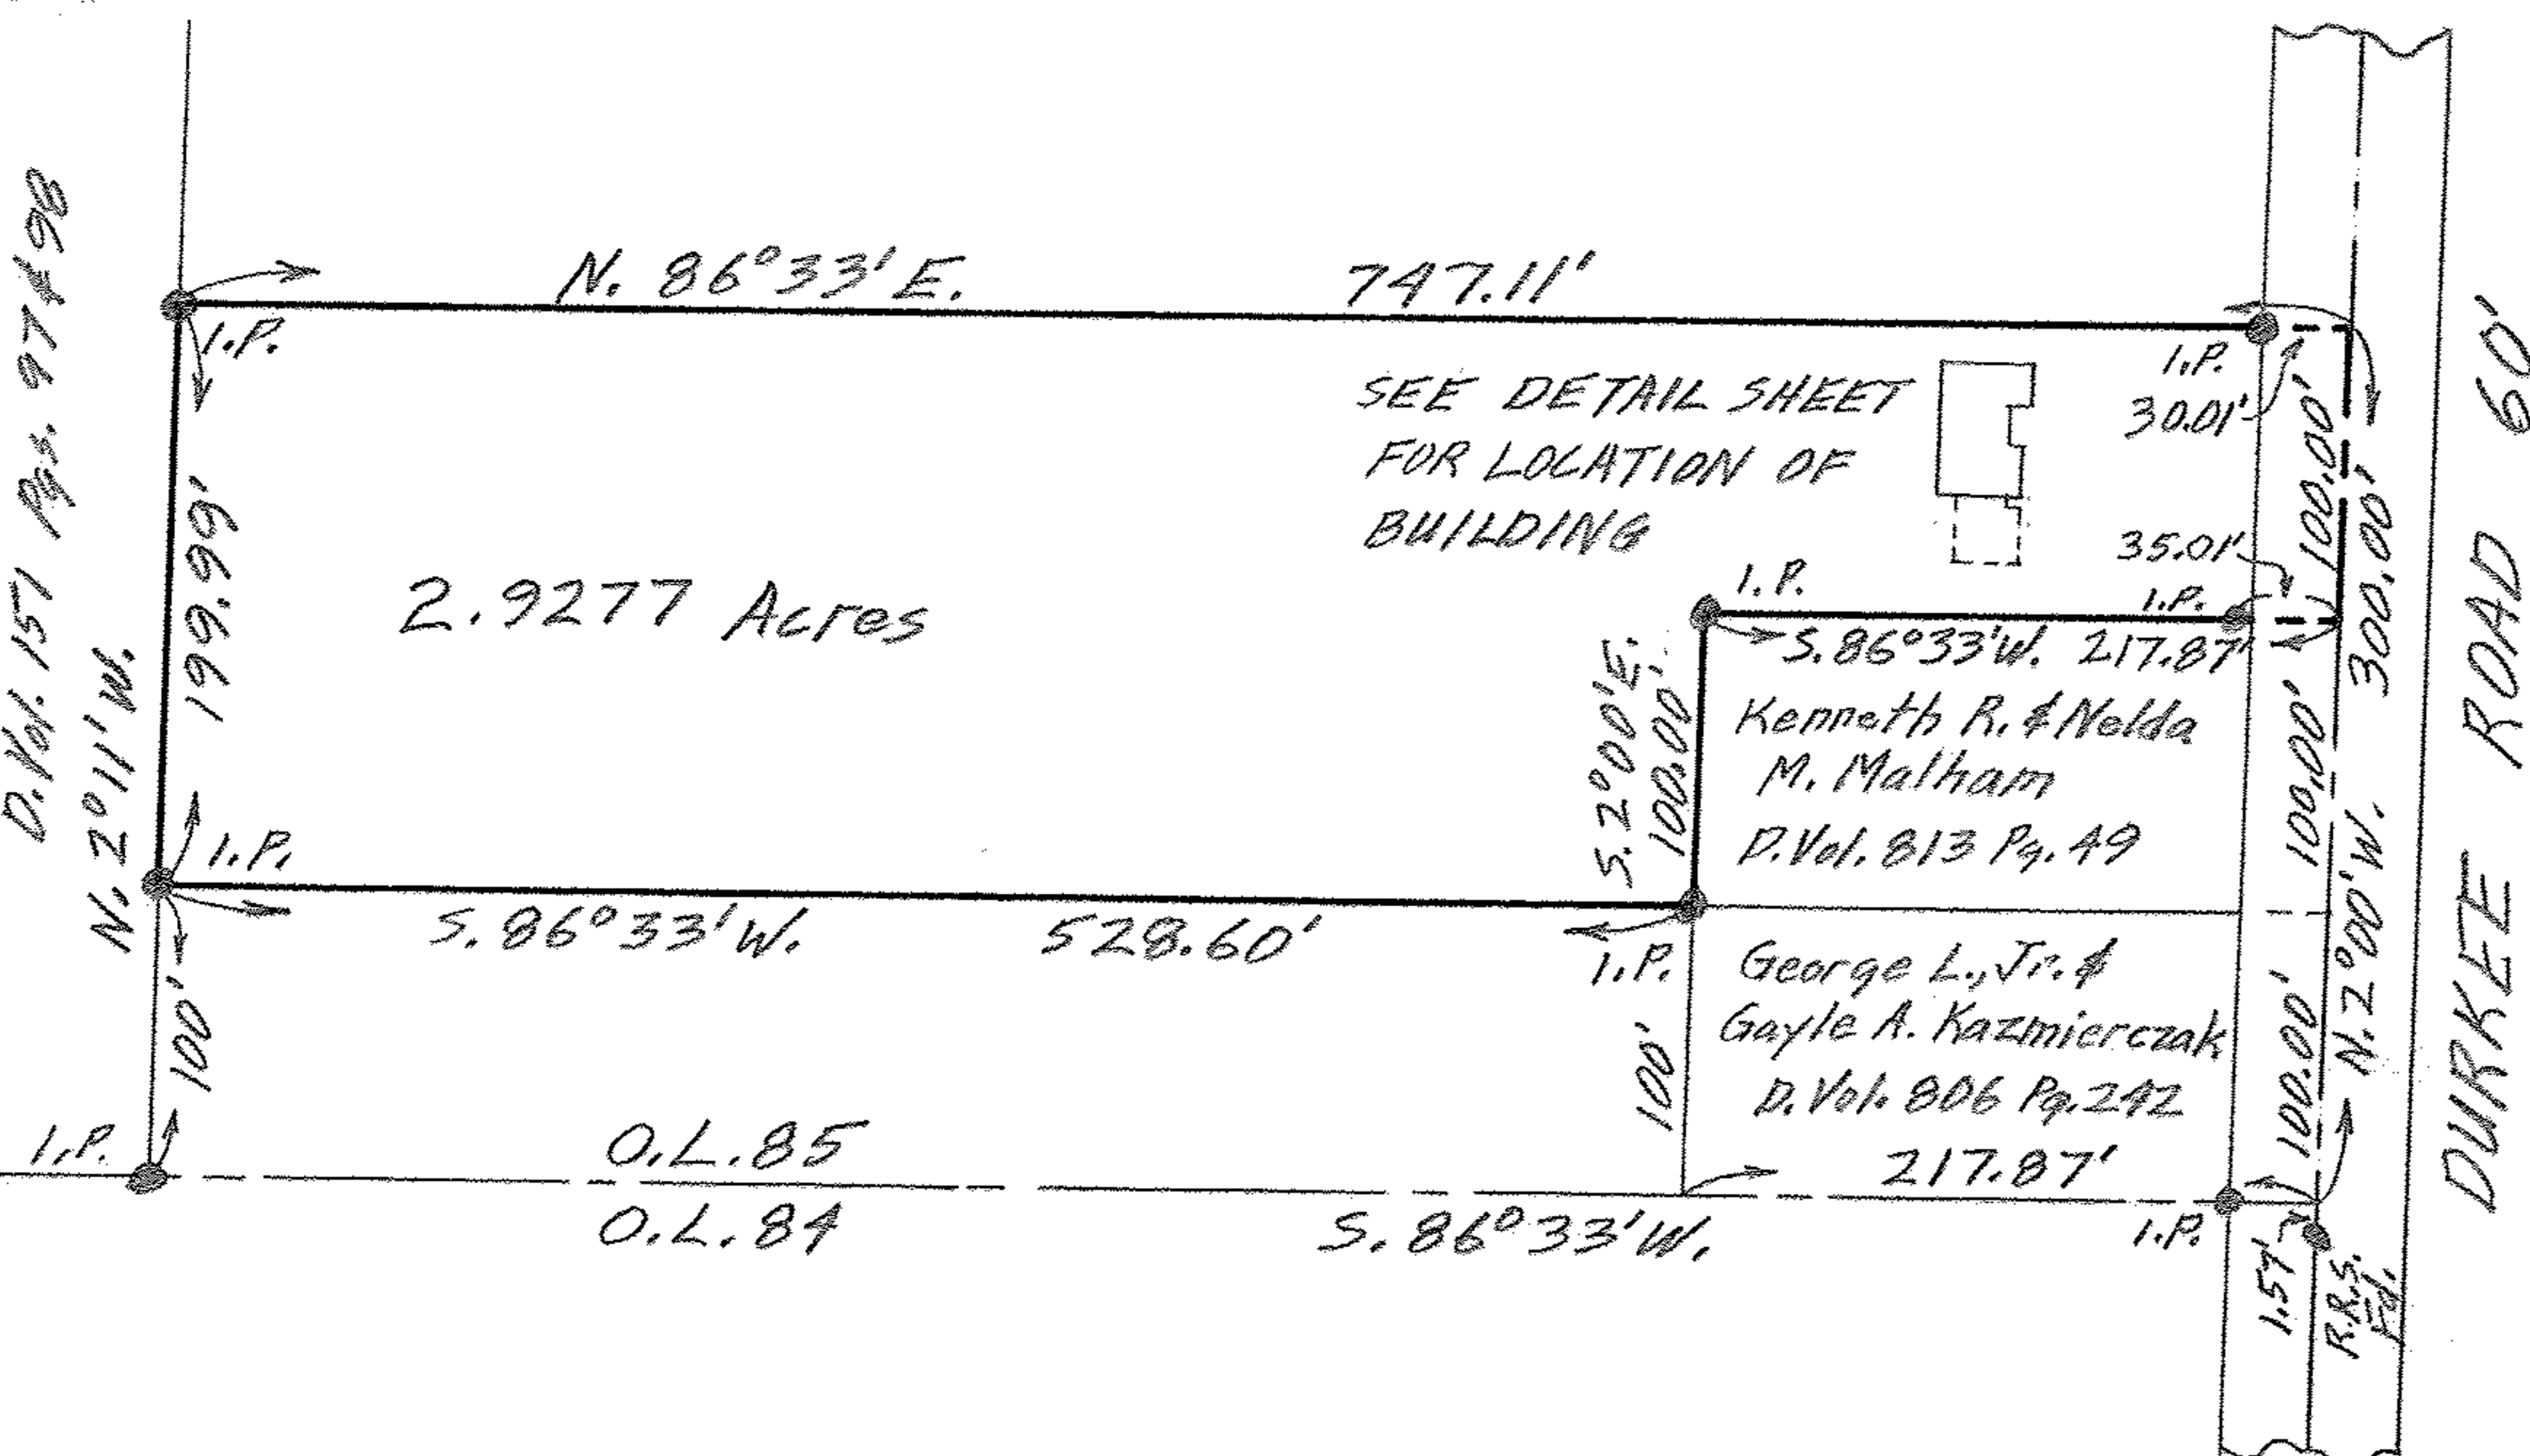 D. Vol. 151 Pgs. 97 & 98
N. 2°11' W.
199.99'
N. 86°33' E. 747.11'
I.P.
I.P.
30.01'
SEE DETAIL SHEET
FOR LOCATION OF
BUILDING
100.00'
300.00'
DURKEE ROAD 60'
2.9277 Acres
35.01'
I.P.
I.P.
S. 86°33' W. 217.87'
S. 2°00' E.
100.00'
Kenneth R. & Nelda
M. Malham
D. Vol. 813 Pg. 49
100.00'
N. 2°00' W.
I.P.
S. 86°33' W. 528.60'
I.P.
George L., Jr. &
Gayle A. Kazmierczak
D. Vol. 806 Pg. 242
100'
100'
100.00'
217.87'
I.P.
O.L. 85
O.L. 84
S. 86°33' W.
I.P.
1.57'
R.R.S.
Fd.